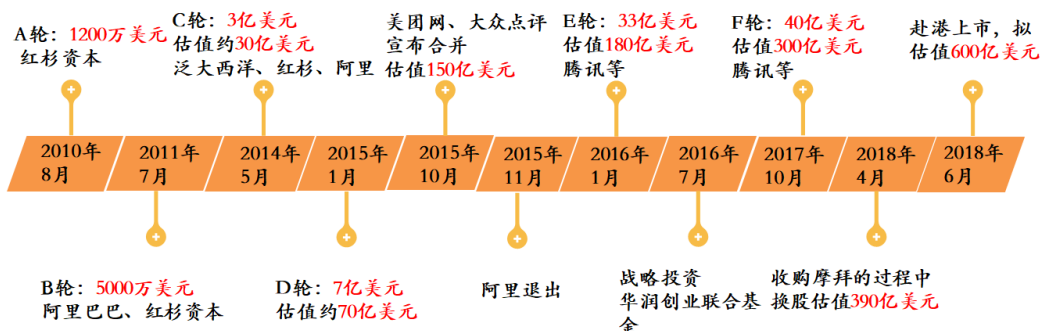 A轮：1200万美元
红杉资本
C轮：3亿美元
估值约30亿美元
泛大西洋、红杉、阿里
美团网、大众点评
宣布合并
估值150亿美元
E轮：33亿美元
估值180亿美元
腾讯等
F轮：40亿美元
估值300亿美元
腾讯等
赴港上市，拟
估值600亿美元
2010年
8月
2011年
7月
2014年
5月
2015年
1月
2015年
10月
2015年
11月
2016年
1月
2016年
7月
2017年
10月
2018年
4月
2018年
6月
B轮：5000万美元
阿里巴巴、红杉资本
D轮：7亿美元
估值约70亿美元
阿里退出
战略投资
华润创业联合基
金
收购摩拜的过程中
换股估值390亿美元